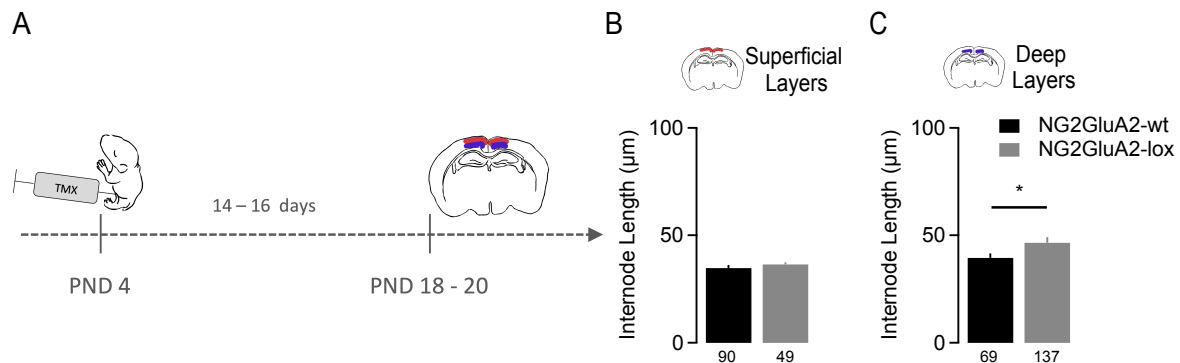 A
TMX
14 – 16 days
PND 4
PND 18 - 20
B
Superficial
Layers
Internode Length (µm)
100
50
0
90
49
C
Deep
Layers
NG2GluA2-wt
NG2GluA2-lox
Internode Length (µm)
100
50
0
*
69
137